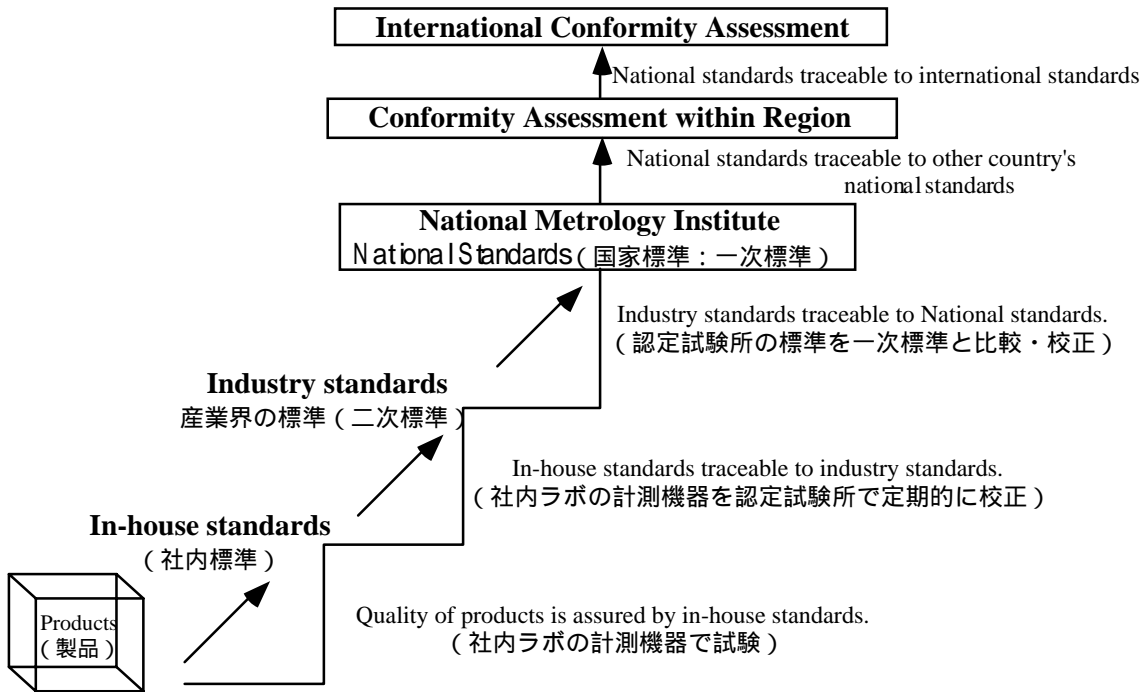 International Conformity Assessment
National standards traceable to international standards
Conformity Assessment within Region
National standards traceable to other country's
national standards
National Metrology Institute
National Standards(国家標準:一次標準)
Industry standards traceable to National standards.
(認定試験所の標準を一次標準と比較・校正)
Industry standards
産業界の標準(二次標準)
In-house standards traceable to industry standards.
(社内ラボの計測機器を認定試験所で定期的に校正)
In-house standards
(社内標準)
Products
(製品)
Quality of products is assured by in-house standards.
(社内ラボの計測機器で試験)